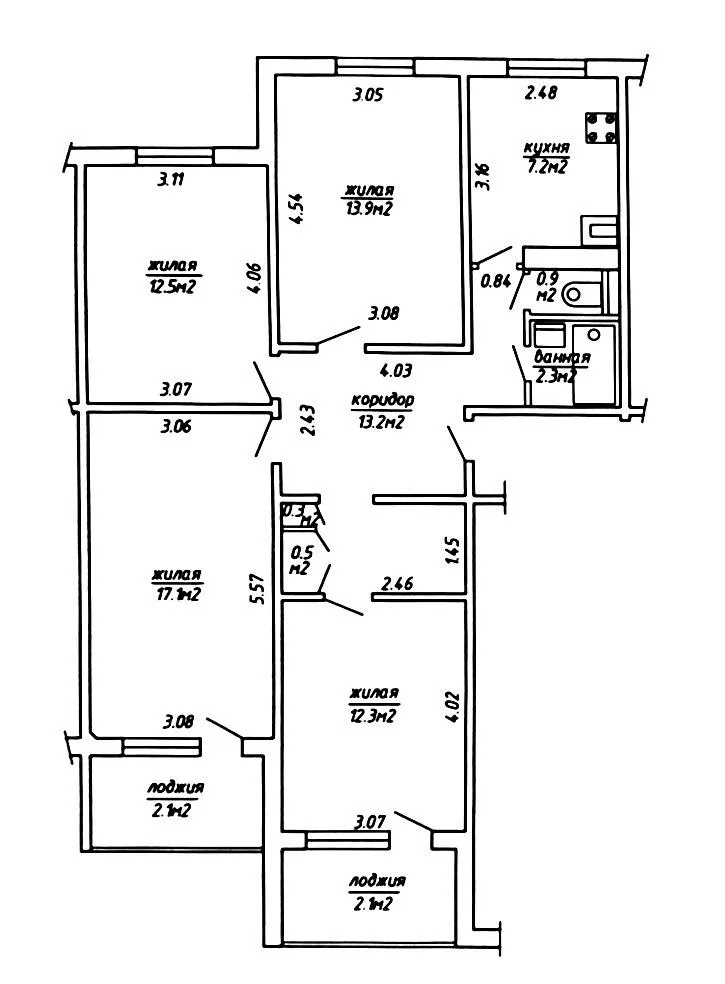 3.05
2.48
кухня
7.2м2
3.16
3.11
жилая
13.9м2
4.54
жилая
12.5м2
4.06
0.84
0.9
м2
3.08
ванная
2.3м2
4.03
3.07
коридор
13.2м2
2.43
3.06
0.3
м2
0.5
м2
1.45
жилая
17.1м2
5.57
2.46
жилая
12.3м2
4.02
3.08
лоджия
2.1м2
3.07
лоджия
2.1м2